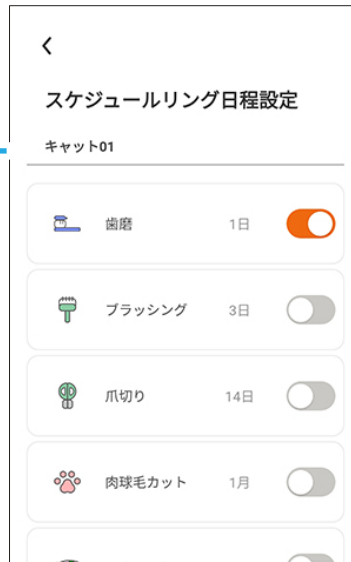 スケジュールリング日程設定
キャット01
歯磨 1日
ブラッシング 3日
爪切り 14日
肉球毛カット 1月